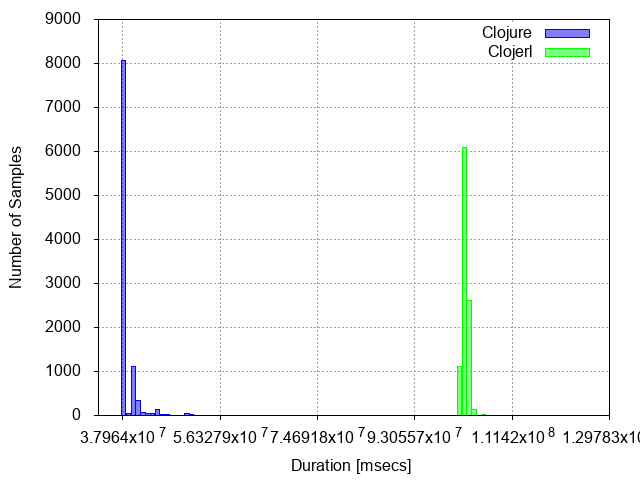 9000
8000
7000
6000
5000
4000
3000
2000
1000
0
Number of Samples
Clojure
Clojerl
3.7964x10 7 5.63279x10 7 7.46918x10 7 9.30557x10 7 1.1142x10 8 1.29783x10
Duration [msecs]